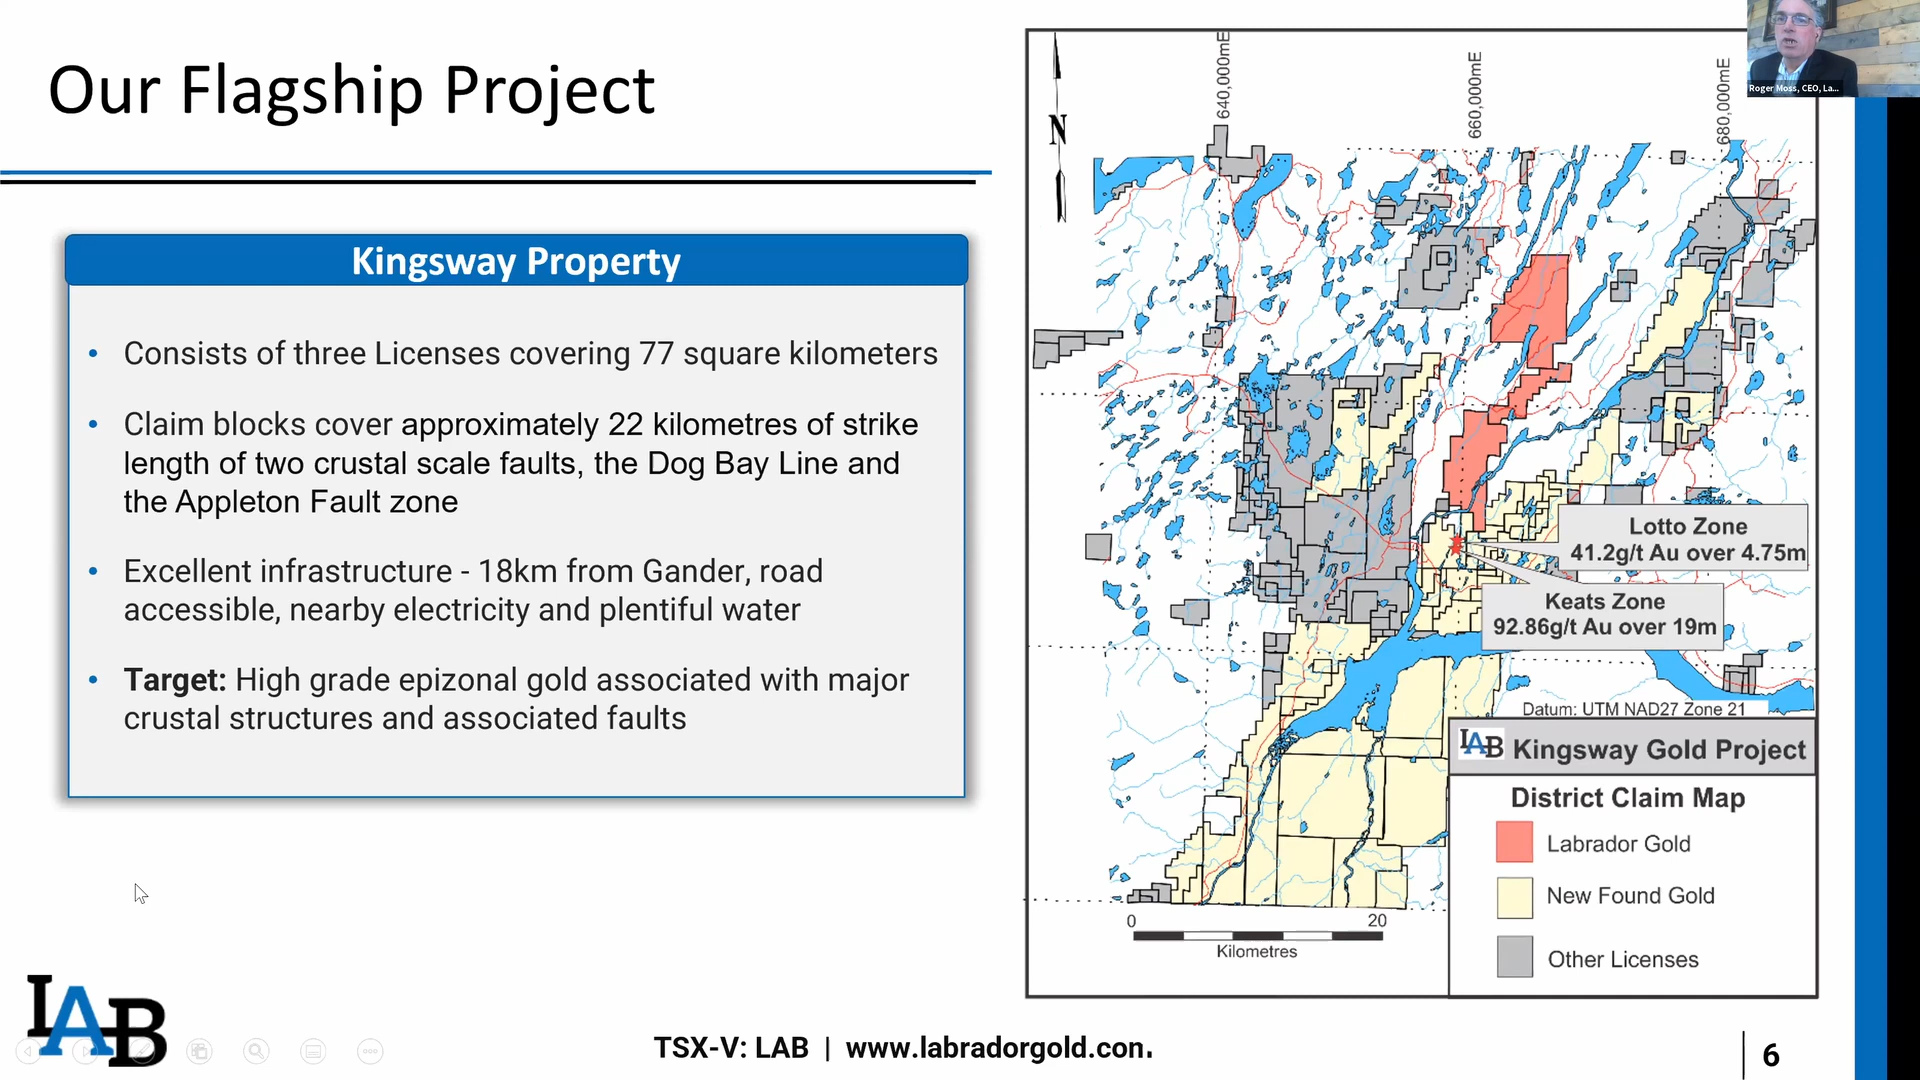 Our Flagship Project
Kingsway Property
• Consists of three Licenses covering 77 square kilometers
• Claim blocks cover approximately 22 kilometres of strike
length of two crustal scale faults, the Dog Bay Line and
the Appleton Fault zone
• Excellent infrastructure - 18km from Gander, road
accessible, nearby electricity and plentiful water
• Target: High grade epizonal gold associated with major
crustal structures and associated faults
N
640,000mE
660,000mE
680,000mE
Roger Moss, CEO, La...
Lotto Zone
41.2g/t Au over 4.75m
Keats Zone
92.86g/t Au over 19m
Datum: UTM NAD27 Zone 21
LAB Kingsway Gold Project
District Claim Map
Labrador Gold
New Found Gold
Other Licenses
0 20
Kilometres
LAB
TSX-V: LAB | www.labradorgold.con.
6